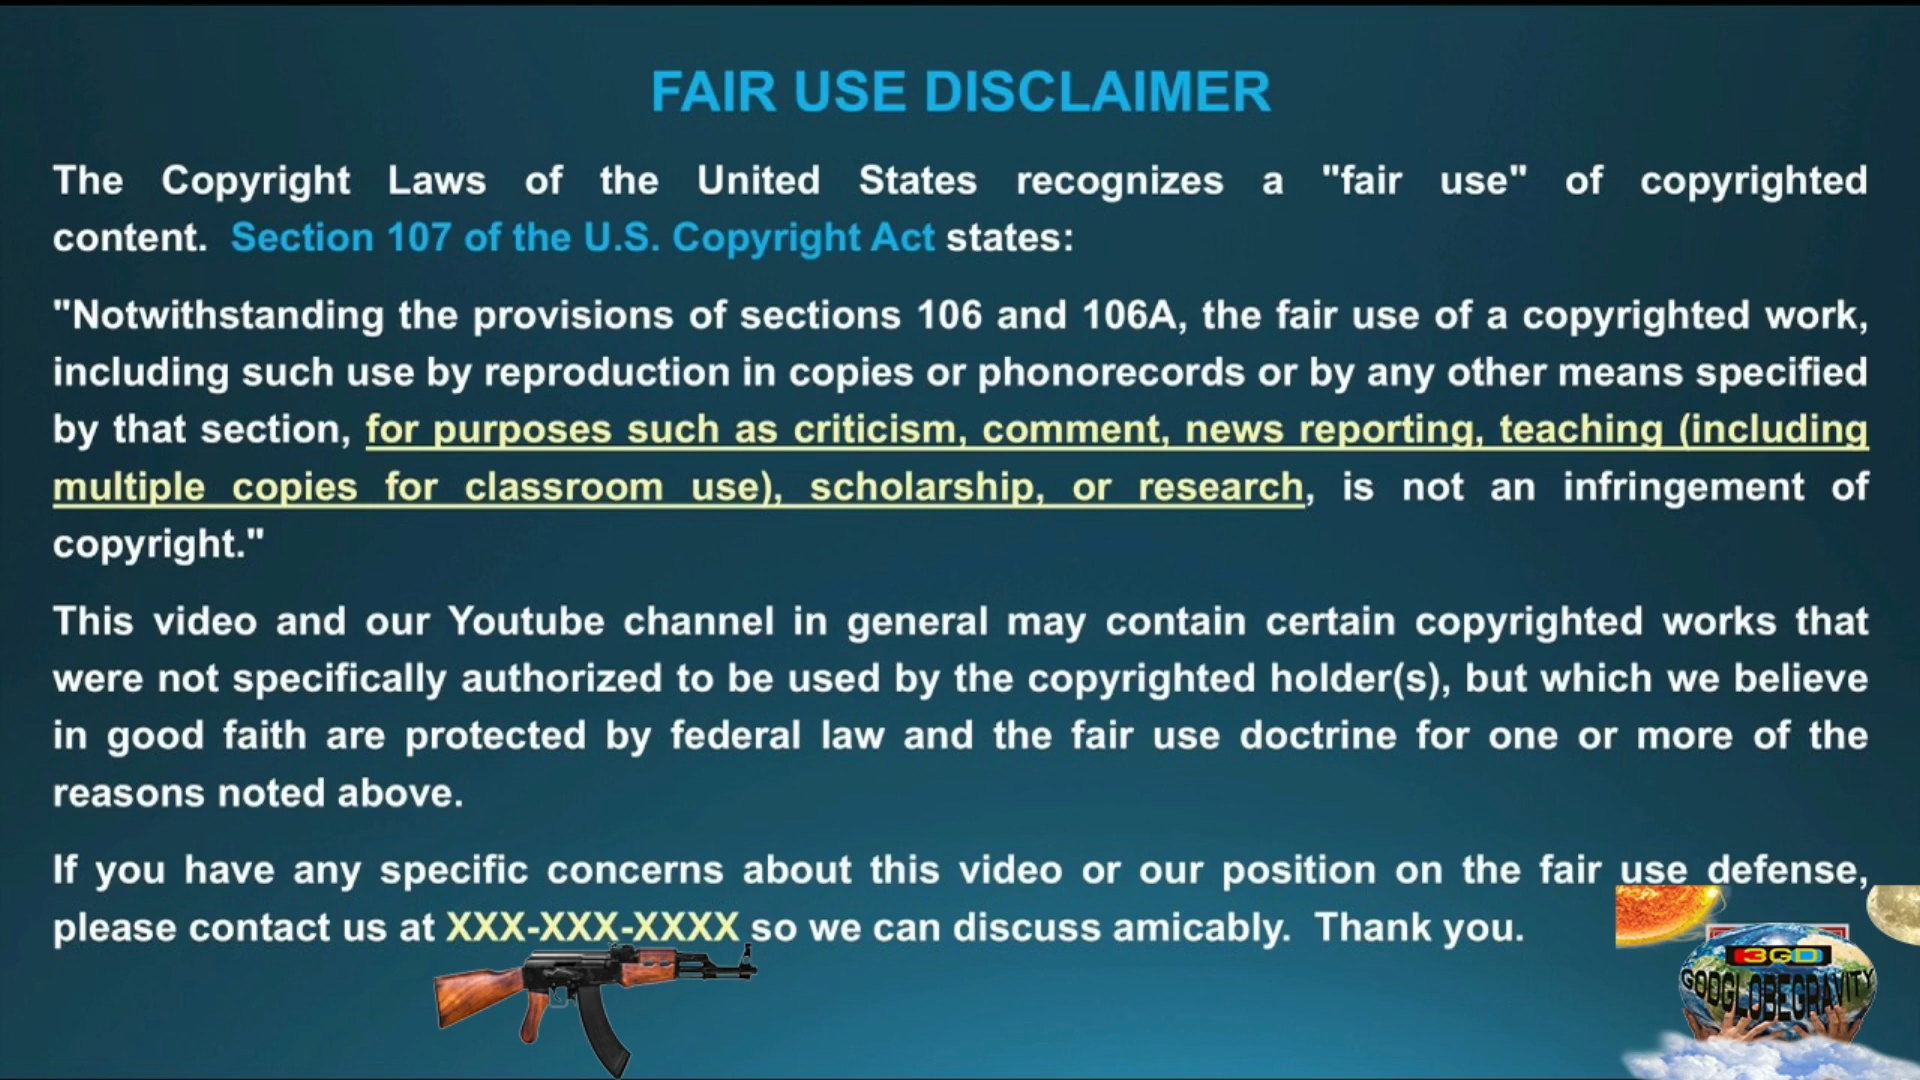 FAIR USE DISCLAIMER
The Copyright Laws of the United States recognizes a "fair use" of copyrighted
content. Section 107 of the U.S. Copyright Act states:
"Notwithstanding the provisions of sections 106 and 106A, the fair use of a copyrighted work,
including such use by reproduction in copies or phonorecords or by any other means specified
by that section, for purposes such as criticism, comment, news reporting, teaching (including
multiple copies for classroom use), scholarship, or research, is not an infringement of
copyright."
This video and our Youtube channel in general may contain certain copyrighted works that
were not specifically authorized to be used by the copyrighted holder(s), but which we believe
in good faith are protected by federal law and the fair use doctrine for one or more of the
reasons noted above.
If you have any specific concerns about this video or our position on the fair use defense,
please contact us at XXX-XXX-XXXX so we can discuss amicably. Thank you.
3GD
GODGLOBEGRAVITY